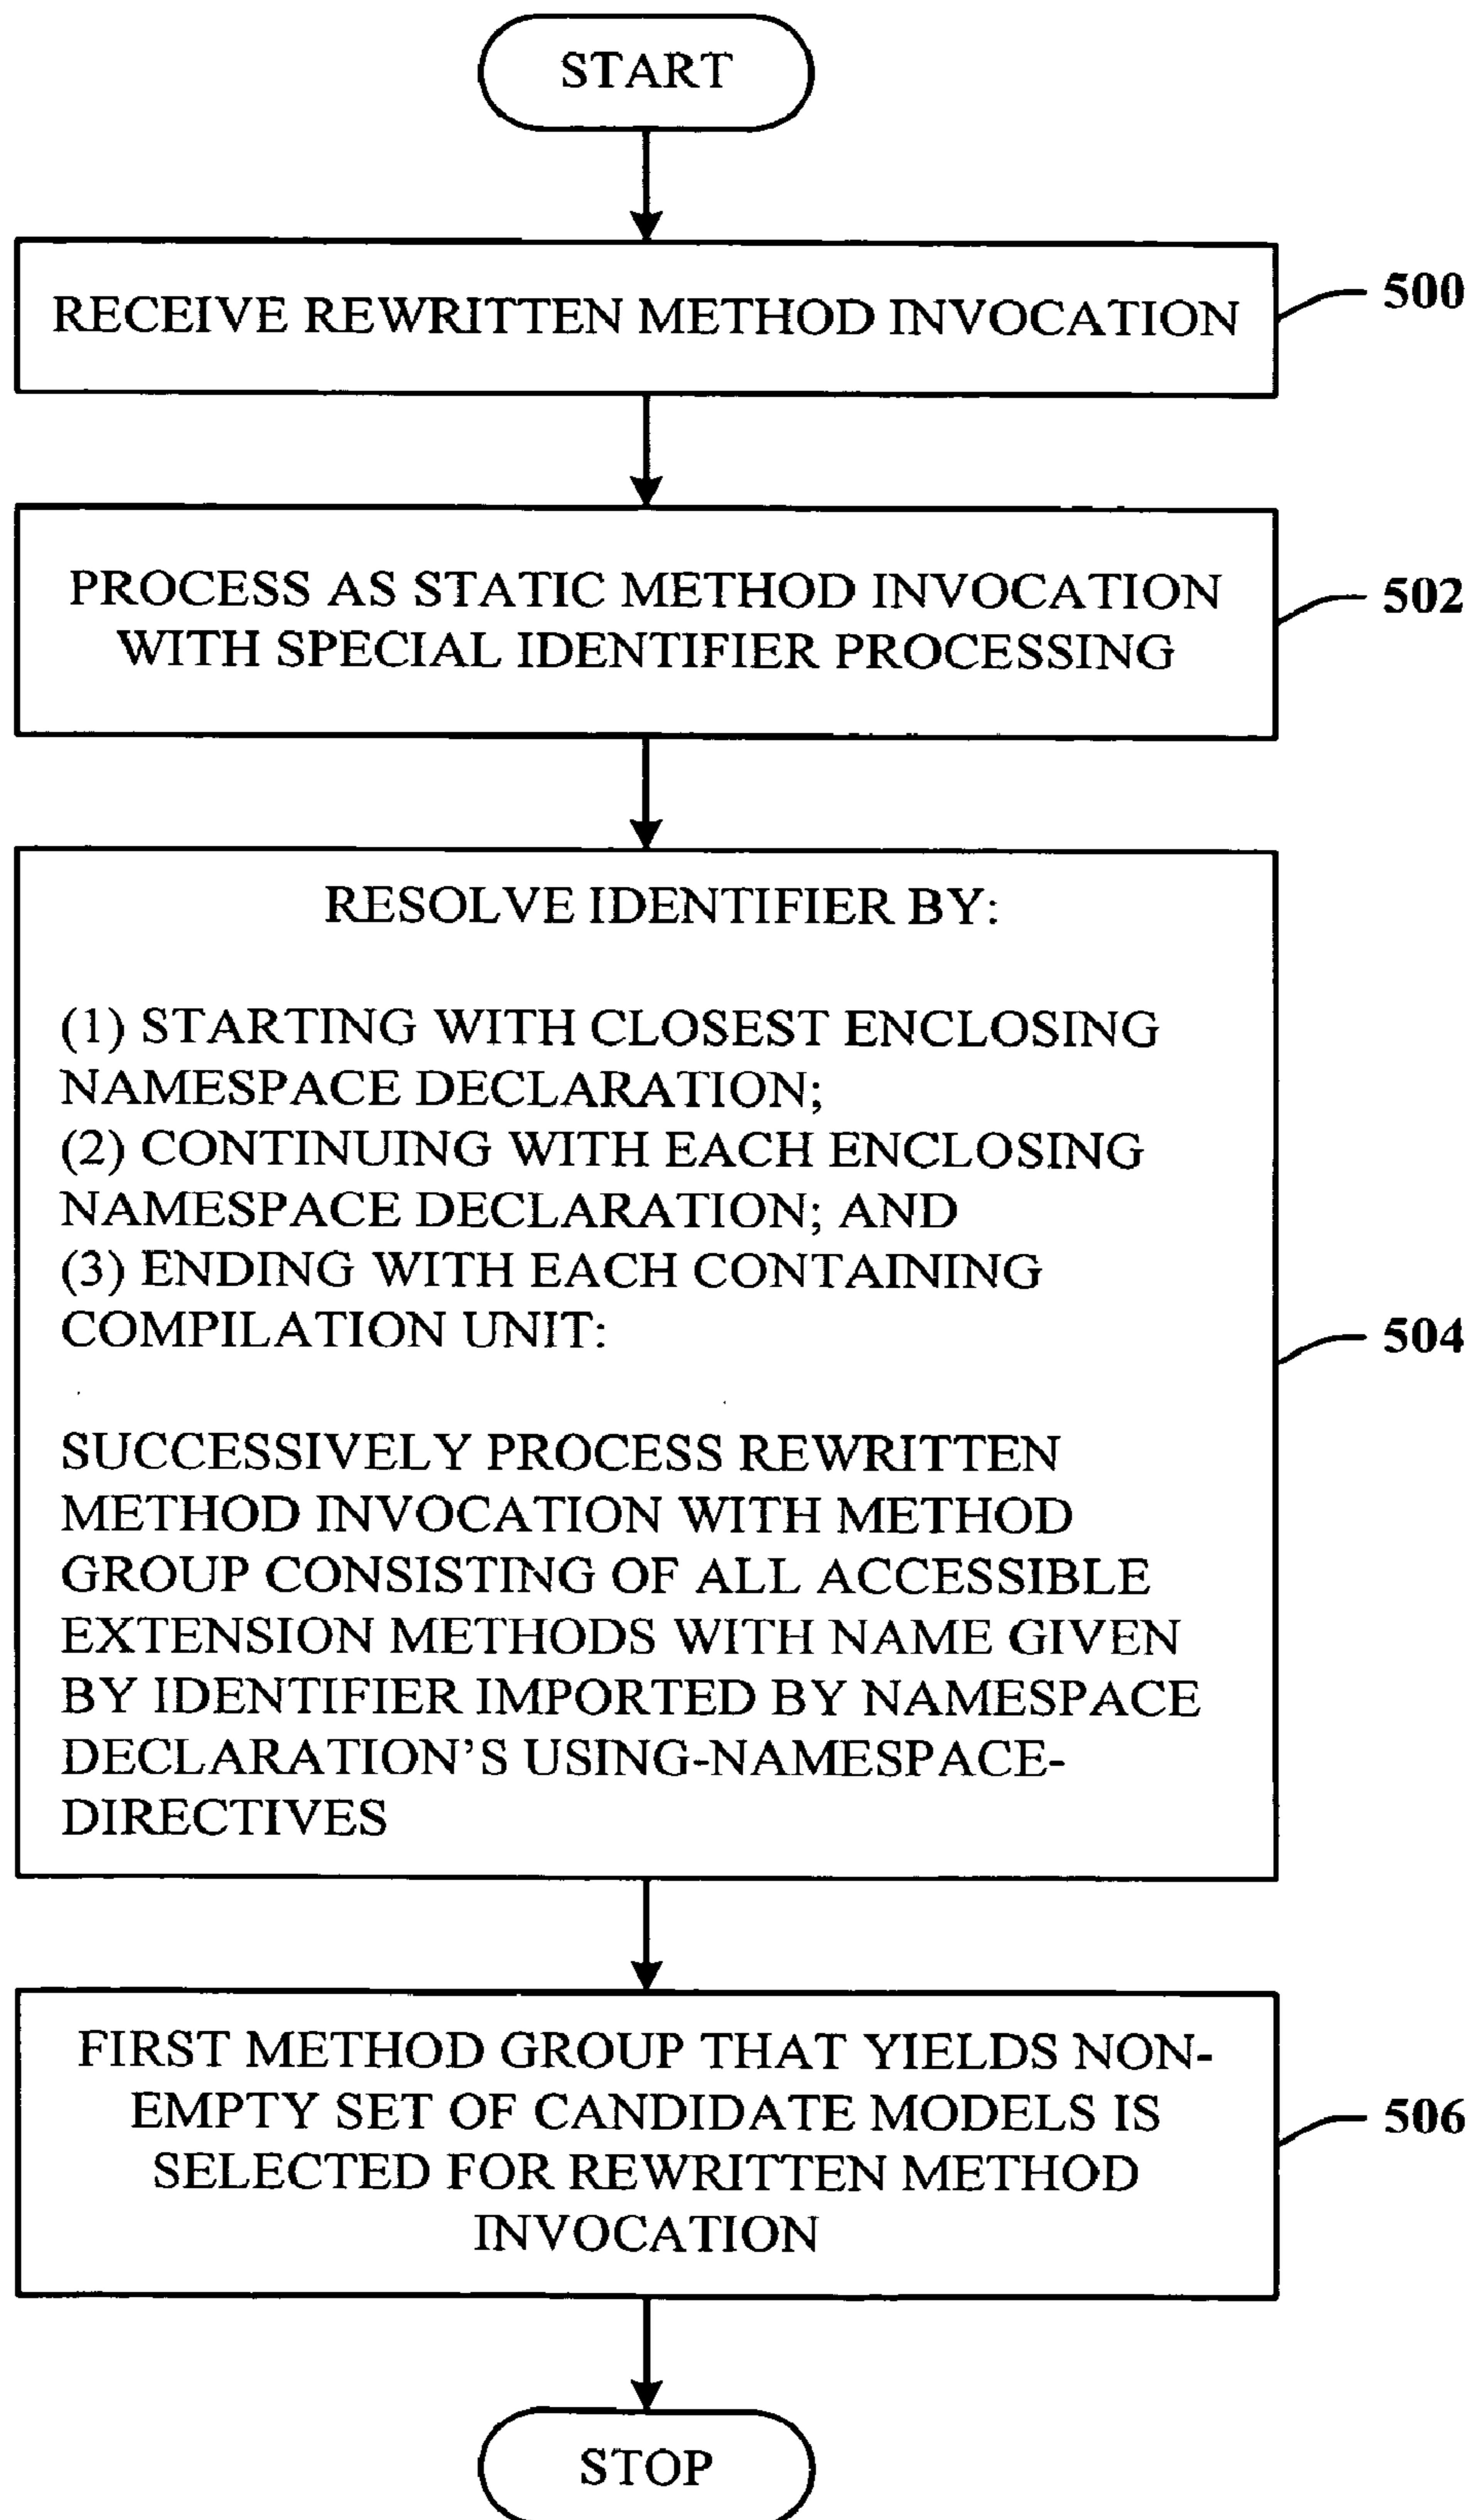 START
RECEIVE REWRITTEN METHOD INVOCATION
500
PROCESS AS STATIC METHOD INVOCATION
WITH SPECIAL IDENTIFIER PROCESSING
502
RESOLVE IDENTIFIER BY:
(1) STARTING WITH CLOSEST ENCLOSING
NAMESPACE DECLARATION;
(2) CONTINUING WITH EACH ENCLOSING
NAMESPACE DECLARATION; AND
(3) ENDING WITH EACH CONTAINING
COMPILATION UNIT:
504
SUCCESSIVELY PROCESS REWRITTEN
METHOD INVOCATION WITH METHOD
GROUP CONSISTING OF ALL ACCESSIBLE
EXTENSION METHODS WITH NAME GIVEN
BY IDENTIFIER IMPORTED BY NAMESPACE
DECLARATION'S USING-NAMESPACE-
DIRECTIVES
FIRST METHOD GROUP THAT YIELDS NON-
EMPTY SET OF CANDIDATE MODELS IS
SELECTED FOR REWRITTEN METHOD
INVOCATION
506
STOP